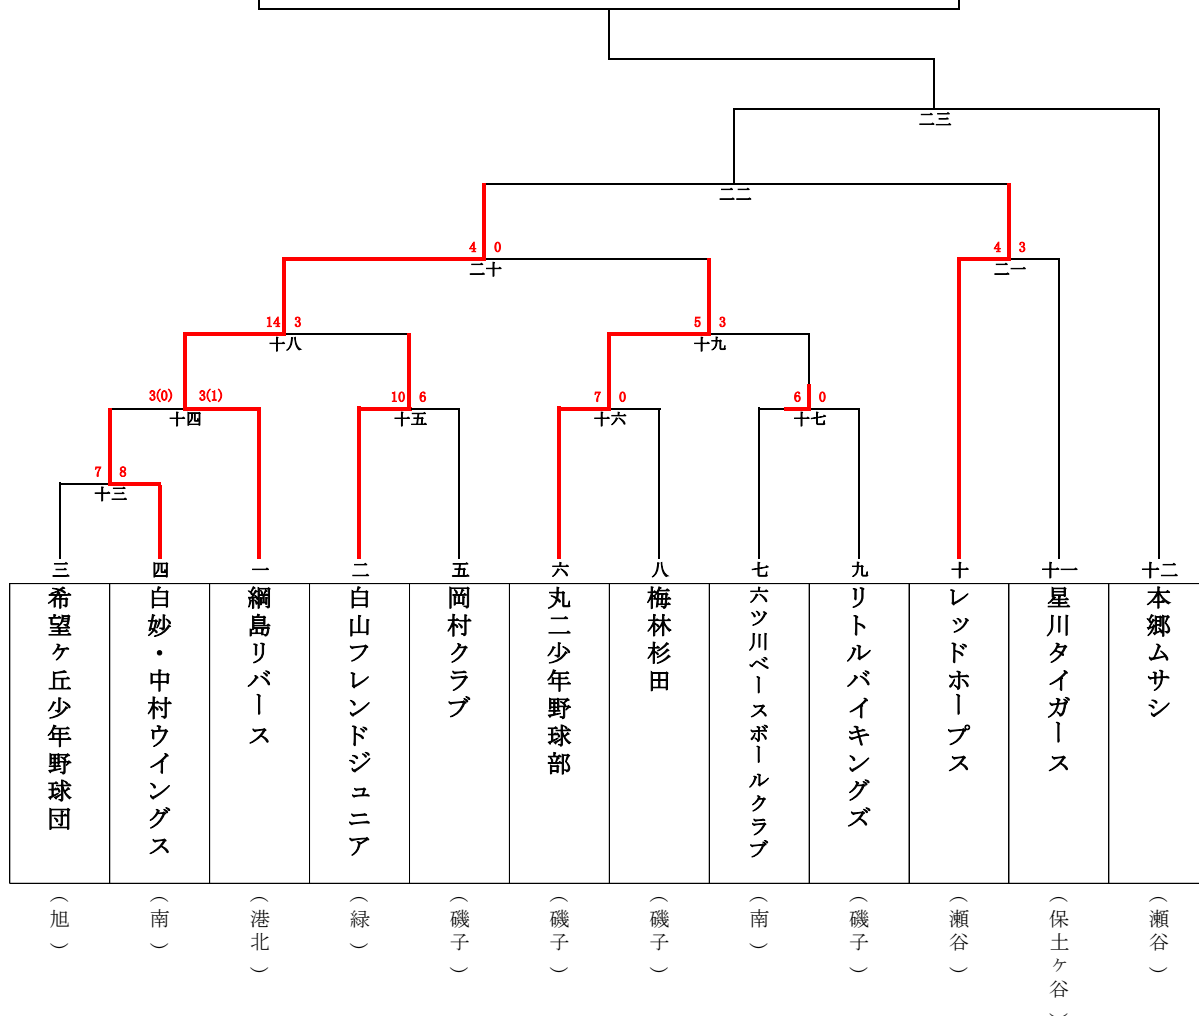 二三
二二
4 0
二十
4 3
二一
14 3
十八
5 3
十九
3(0) 3(1)
十四
10 6
十五
7 0
十六
6 0
十七
7 8
十三
三
四
一
二
五
六
八
七
九
十
十一
十二
希望ヶ丘少年野球団
白妙・中村ウイングス
綱島リバース
白山フレンドジュニア
岡村クラブ
丸二少年野球部
梅林杉田
六ツ川ベースボールクラブ
リトルバイキングズ
レッドホープス
星川タイガース
本郷ムサシ
（旭）
（南）
（港北）
（緑）
（磯子）
（磯子）
（磯子）
（南）
（磯子）
（瀬谷）
（保土ヶ谷）
（瀬谷）